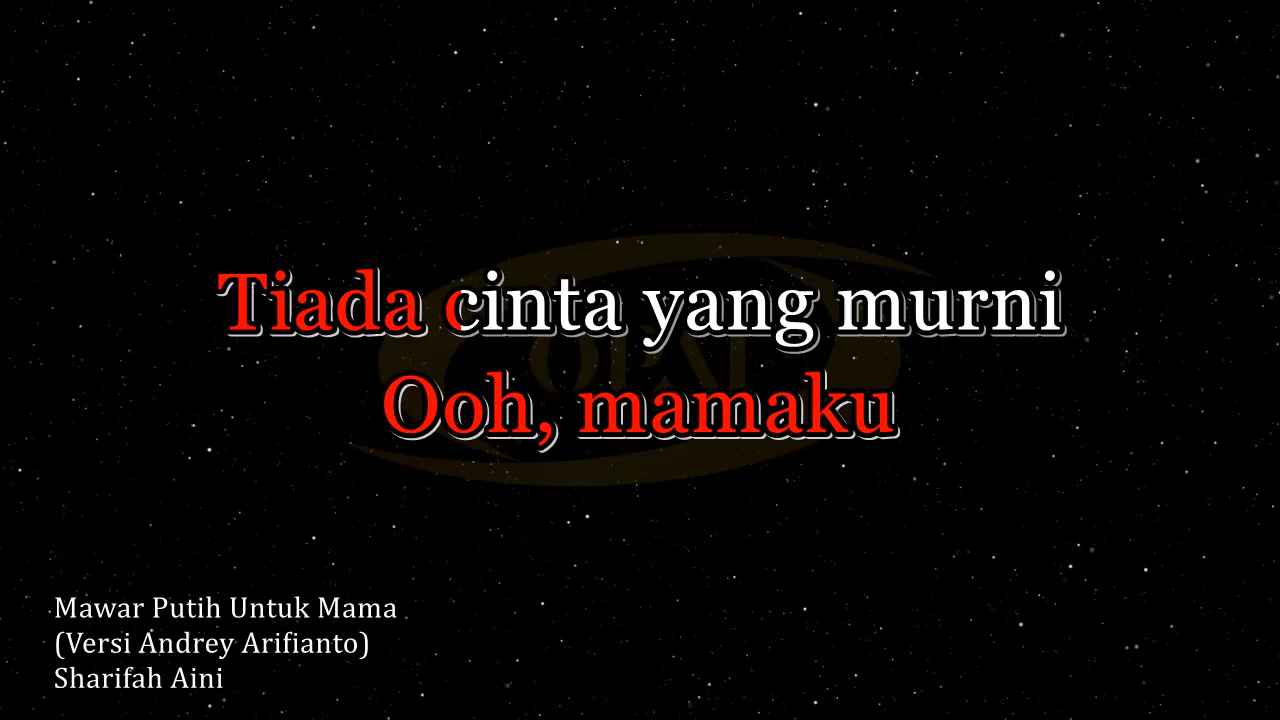 Tiada cinta yang murni
Ooh, mamaku
Mawar Putih Untuk Mama
(Versi Andrey Arifianto)
Sharifah Aini